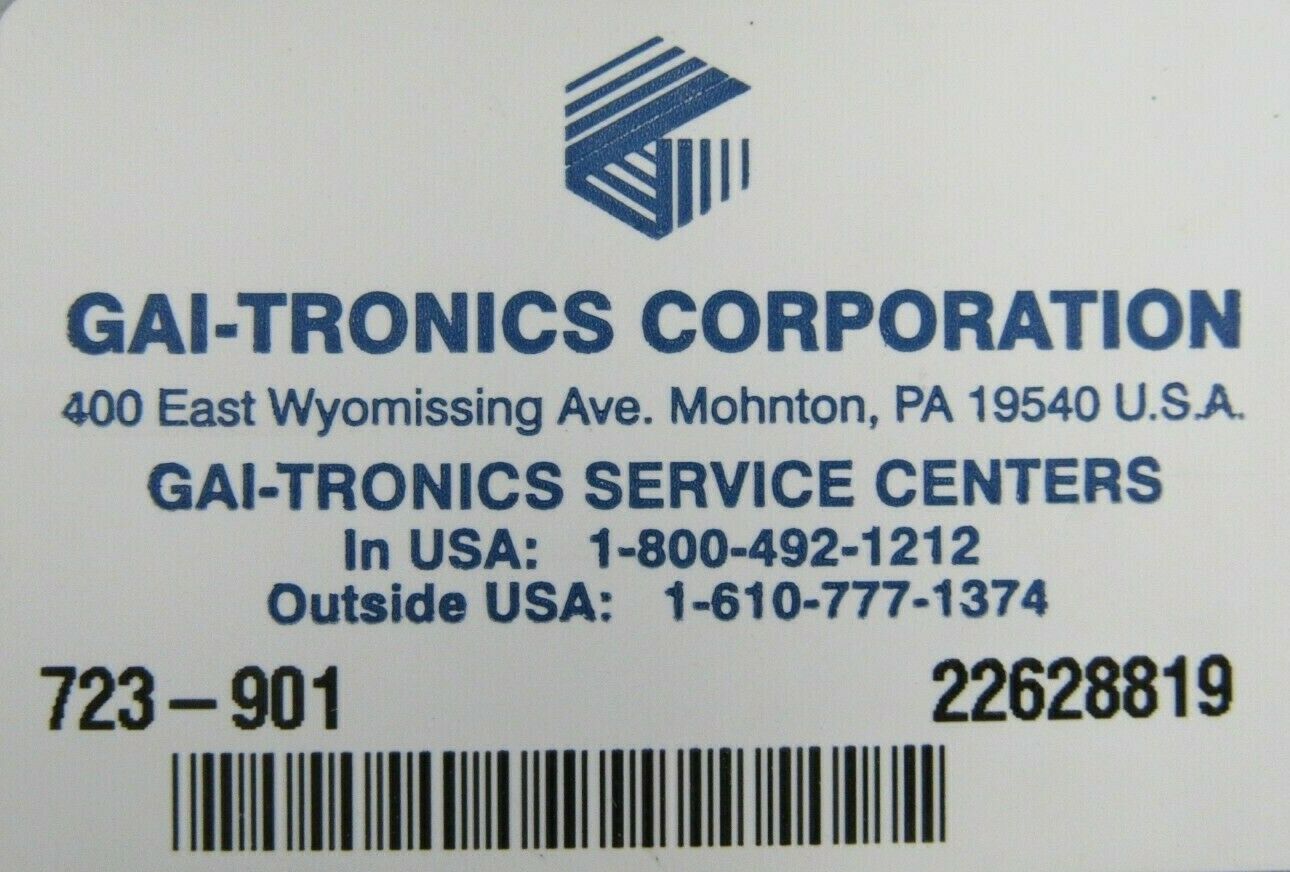 GAI-TRONICS CORPORATION
400 East Wyomissing Ave. Mohnton, PA 19540 U.S.A.
GAI-TRONICS SERVICE CENTERS
In USA: 1-800-492-1212
Outside USA: 1-610-777-1374
723-901 22628819